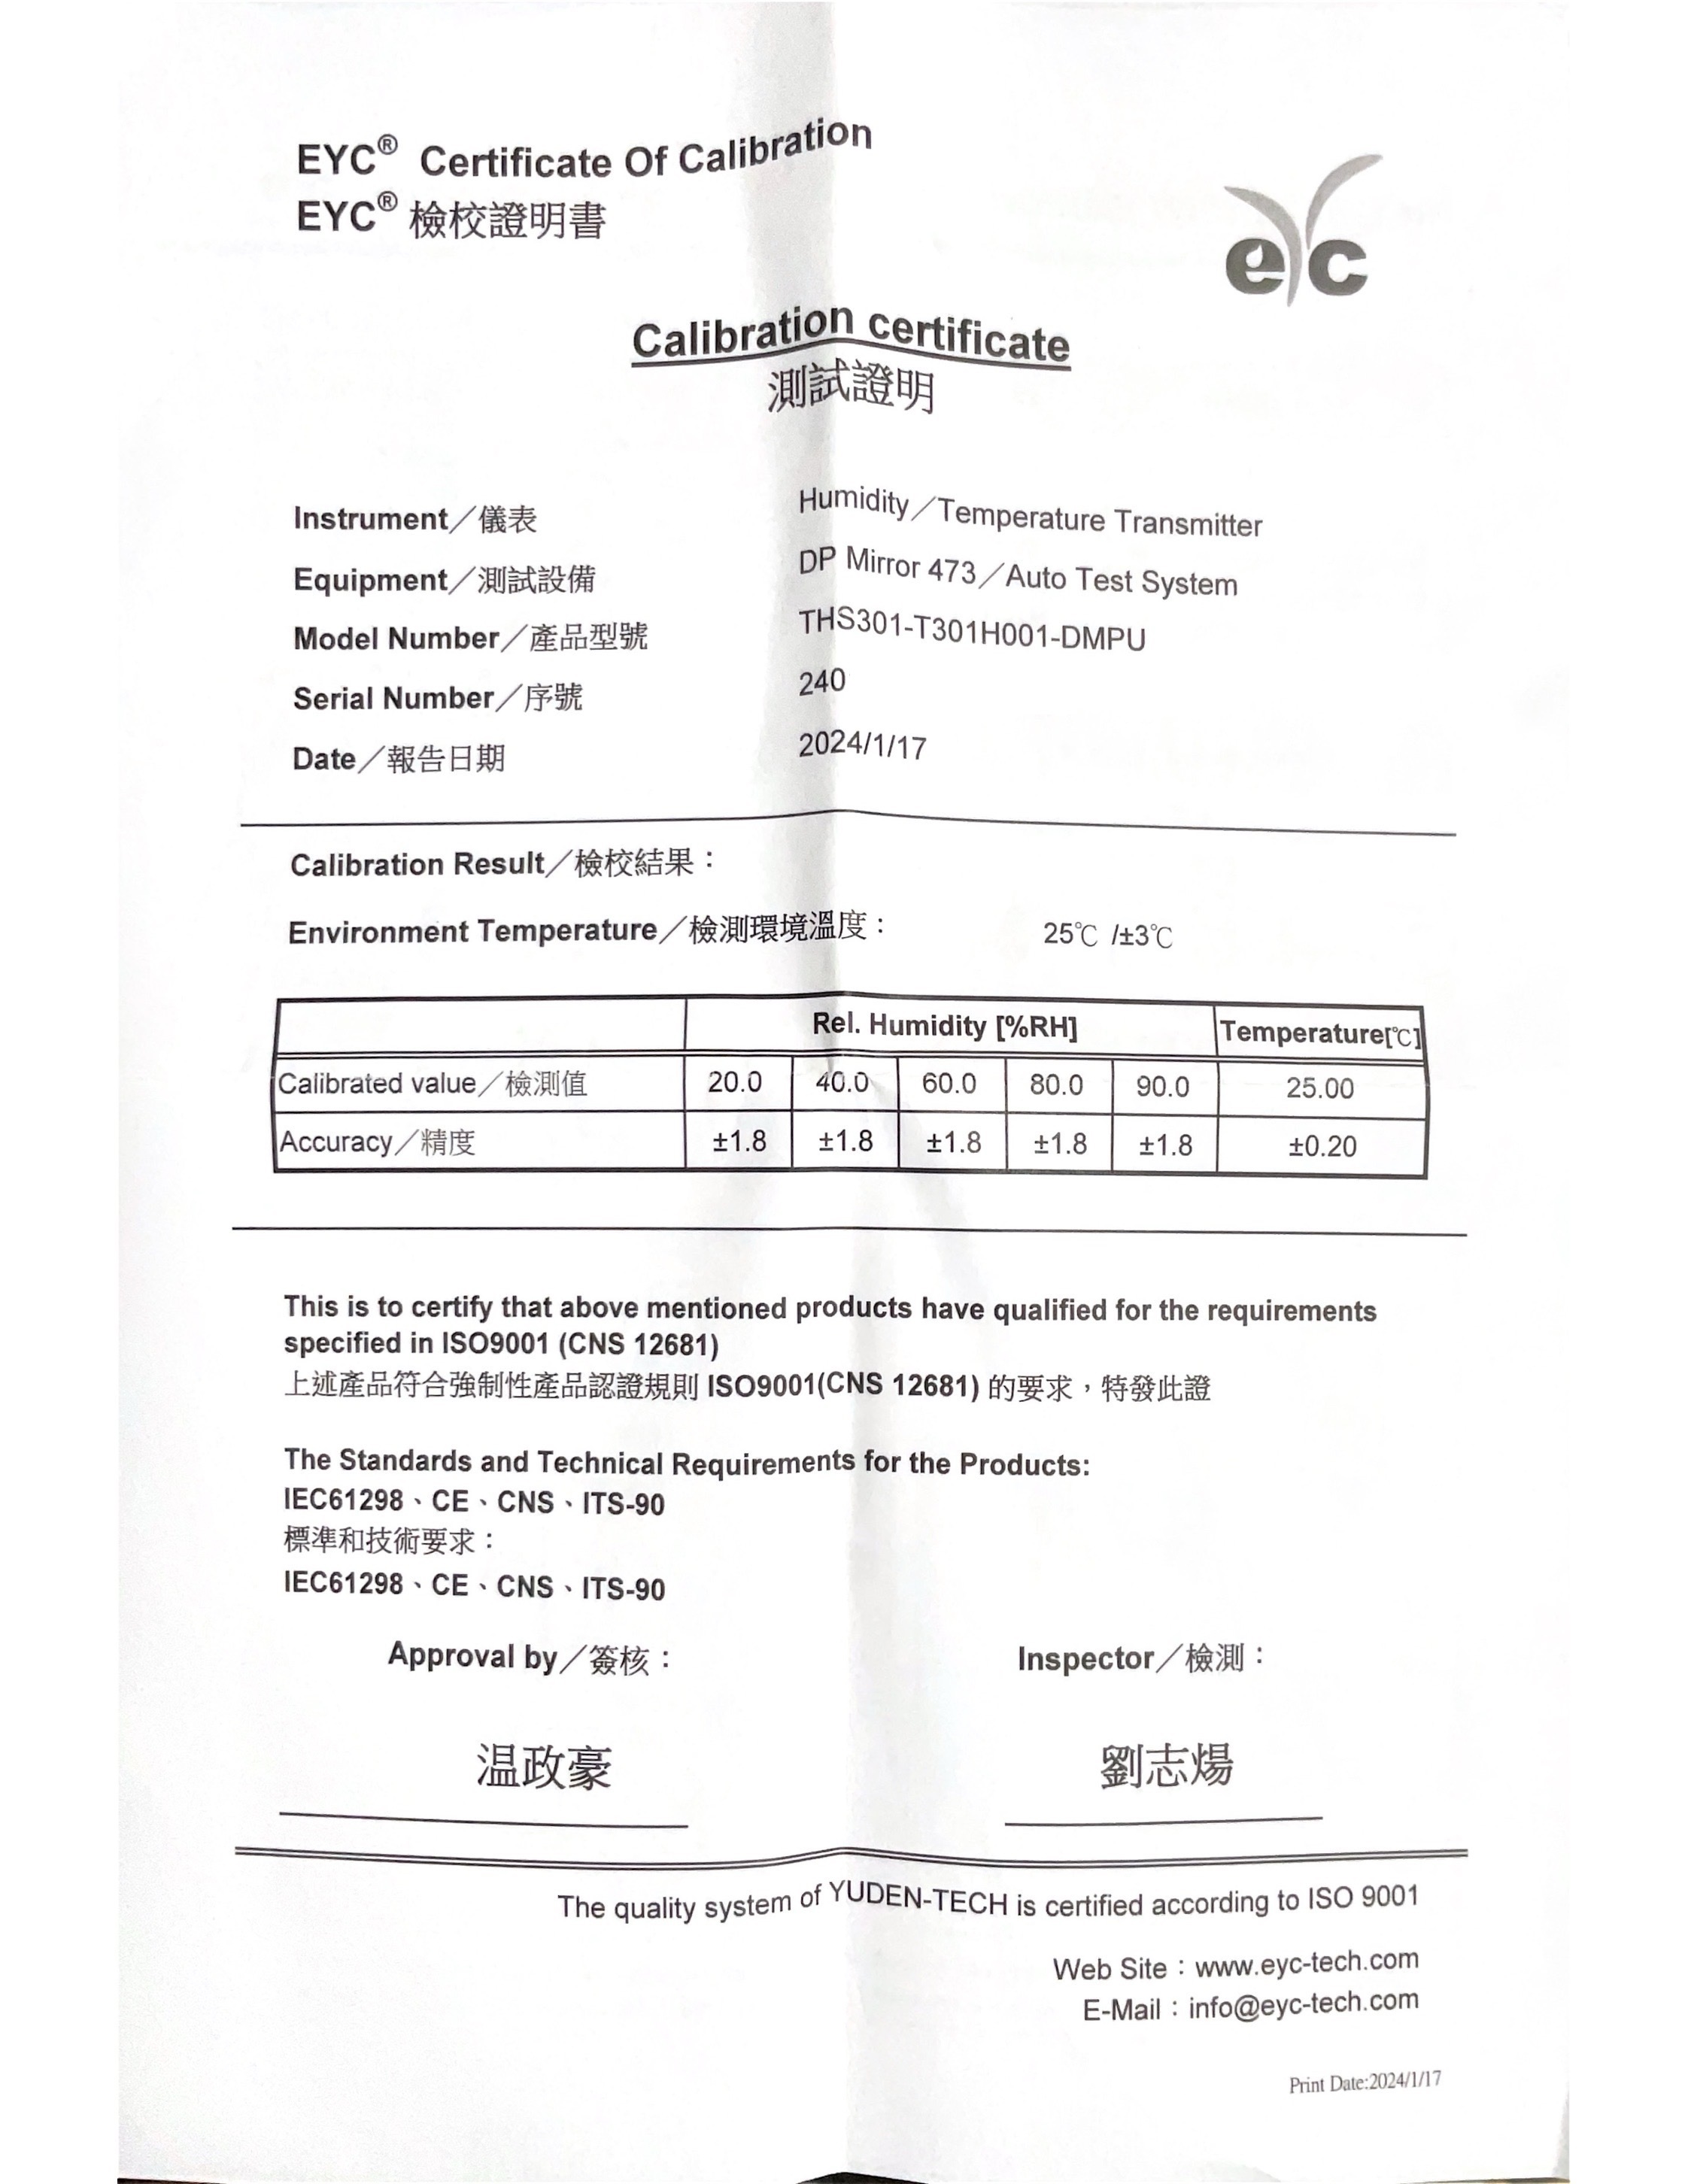 EYC® Certificate Of Calibration
EYC® 檢校證明書
eyc
Calibration certificate
測試證明
Instrument／儀表 Humidity／Temperature Transmitter
Equipment／測試設備 DP Mirror 473／Auto Test System
Model Number／產品型號 THS301-T301H001-DMPU
Serial Number／序號 240
Date／報告日期 2024/1/17
Calibration Result／檢校結果：
Environment Temperature／檢測環境溫度： 25℃ /±3℃
Rel. Humidity [%RH] Temperature[℃]
Calibrated value／檢測值 20.0 40.0 60.0 80.0 90.0 25.00
Accuracy／精度 ±1.8 ±1.8 ±1.8 ±1.8 ±1.8 ±0.20
This is to certify that above mentioned products have qualified for the requirements
specified in ISO9001 (CNS 12681)
上述產品符合強制性產品認證規則 ISO9001(CNS 12681) 的要求，特發此證
The Standards and Technical Requirements for the Products:
IEC61298、CE、CNS、ITS-90
標準和技術要求：
IEC61298、CE、CNS、ITS-90
Approval by／簽核： Inspector／檢測：
温政豪 劉志煬
The quality system of YUDEN-TECH is certified according to ISO 9001
Web Site：www.eyc-tech.com
E-Mail：info@eyc-tech.com
Print Date:2024/1/17